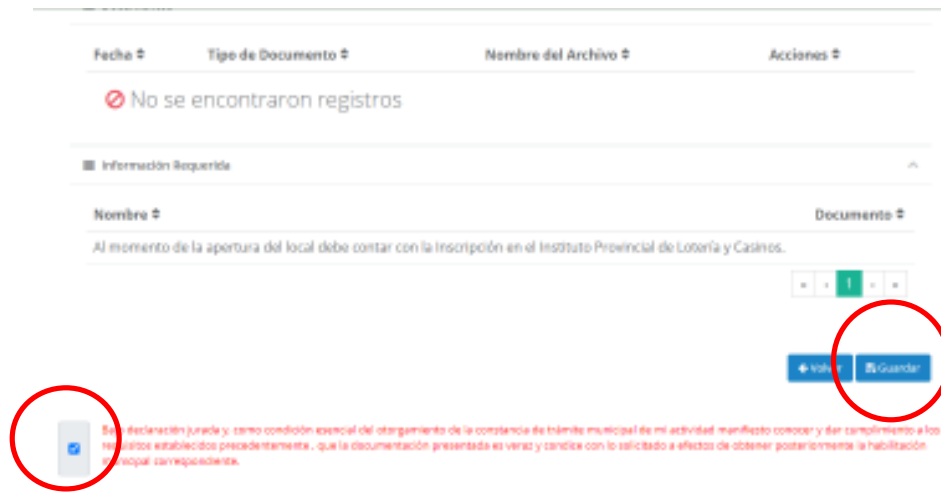 Fecha Tipo de Documento Nombre del Archivo Acciones
No se encontraron registros
Información Requerida
Nombre Documento
Al momento de la apertura del local debe contar con la Inscripción en el Instituto Provincial de Lotería y Casinos.
« ‹ 1 › »
Volver Guardar
Bajo declaración jurada y, como condición esencial del otorgamiento de la constancia de trámite municipal de mi actividad manifiesto conocer y dar cumplimiento a los
requisitos establecidos precedentemente, que la documentación presentada es veraz y condice con lo solicitado a efectos de obtener posteriormente la habilitación
municipal correspondiente.